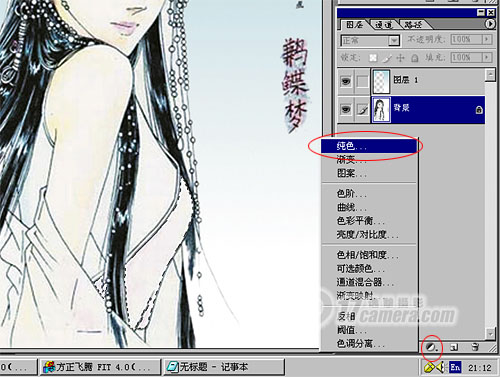 鹣鲽梦
图层
通道
路径
正常
不透明度:
100%
锁定:
填充:
100%
图层 1
背景
纯色...
渐变...
图案...
色阶...
曲线...
色彩平衡...
亮度/对比度...
色相/饱和度...
可选颜色...
通道混合器...
渐变映射...
反相
阈值...
色调分离...
camera.com
方正飞腾 FIT 4.0(...
无标题 - 记事本
En
21:12